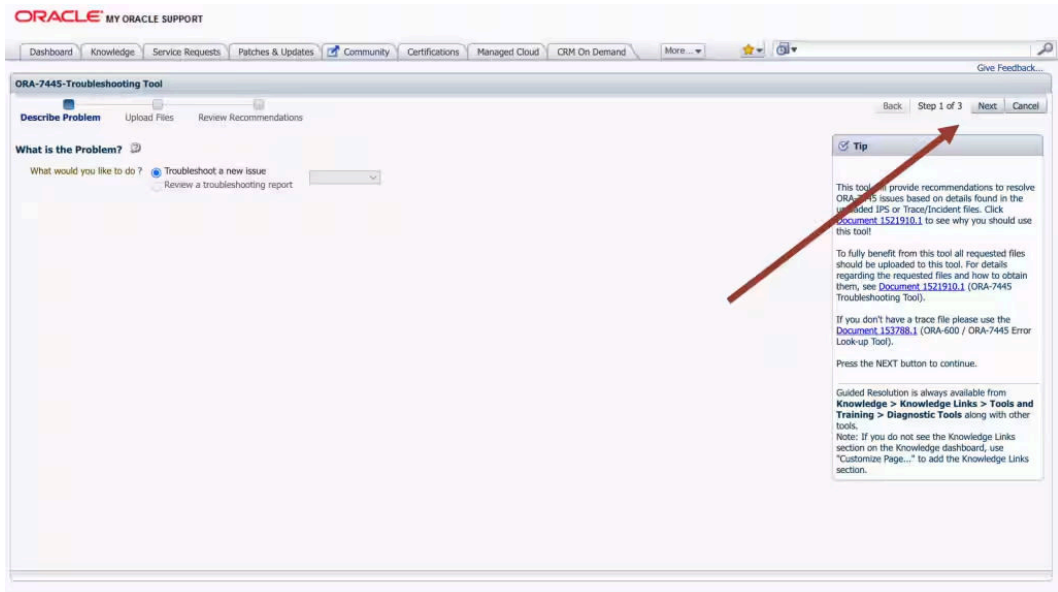 ORACLE MY ORACLE SUPPORT
Dashboard Knowledge Service Requests Patches & Updates Community Certifications Managed Cloud CRM On Demand More...
Give Feedback...
ORA-7445-Troubleshooting Tool
Describe Problem Upload Files Review Recommendations
Back Step 1 of 3 Next Cancel
What is the Problem?
What would you like to do ? Troubleshoot a new issue
Review a troubleshooting report
Tip
This tool will provide recommendations to resolve
ORA-7445 issues based on details found in the
uploaded IPS or Trace/Incident files. Click
Document 1521910.1 to see why you should use
this tool!
To fully benefit from this tool all requested files
should be uploaded to this tool. For details
regarding the requested files and how to obtain
them, see Document 1521910.1 (ORA-7445
Troubleshooting Tool).
If you don't have a trace file please use the
Document 153788.1 (ORA-600 / ORA-7445 Error
Look-up Tool).
Press the NEXT button to continue.
Guided Resolution is always available from
Knowledge > Knowledge Links > Tools and
Training > Diagnostic Tools along with other
tools.
Note: If you do not see the Knowledge Links
section on the Knowledge dashboard, use
"Customize Page..." to add the Knowledge Links
section.